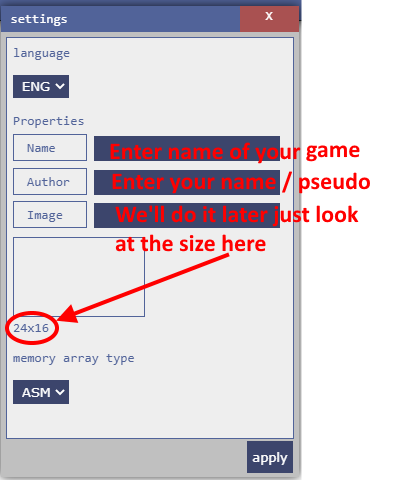 settings X
language
ENG
Properties
Name Enter name of your game
Author Enter your name / pseudo
Image We'll do it later just look
at the size here
24x16
memory array type
ASM
apply